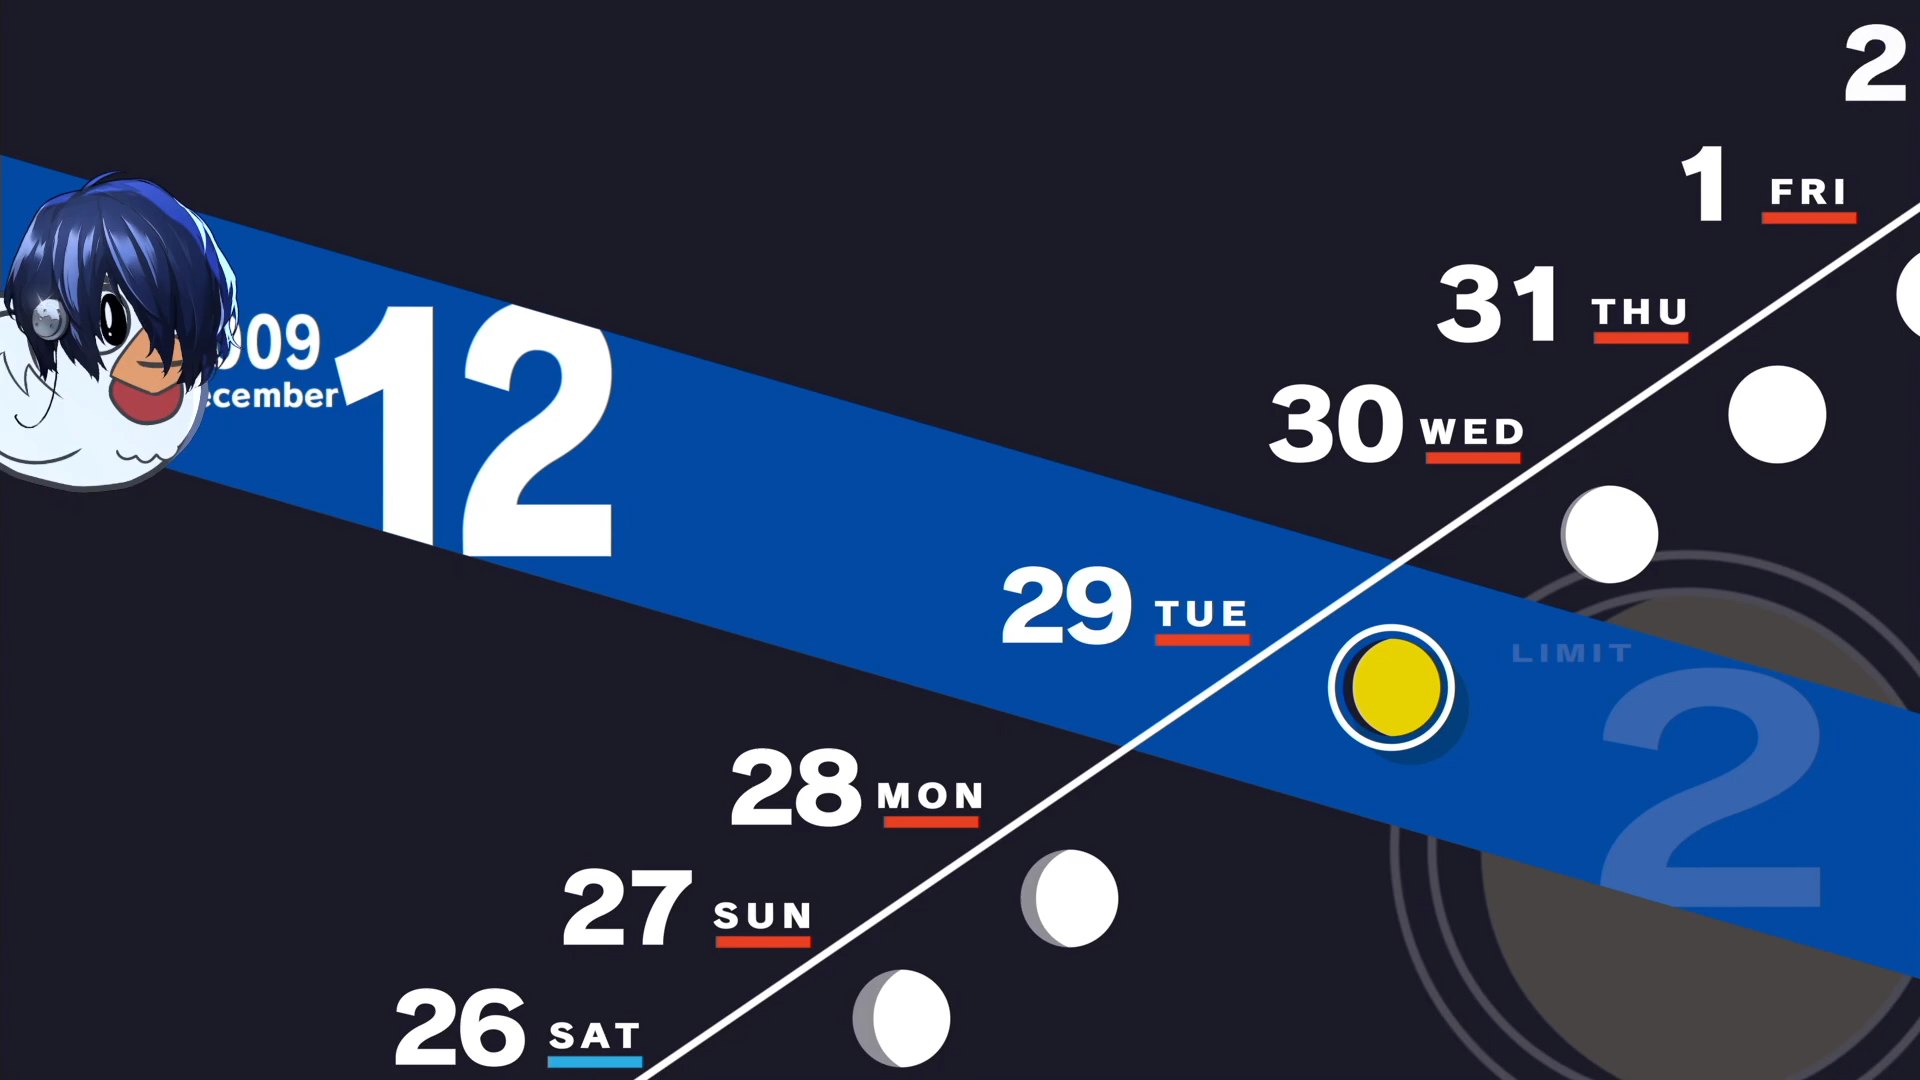 2
1 FRI
31 THU
30 WED
09
cember
12
29 TUE
LIMIT
2
28 MON
27 SUN
26 SAT